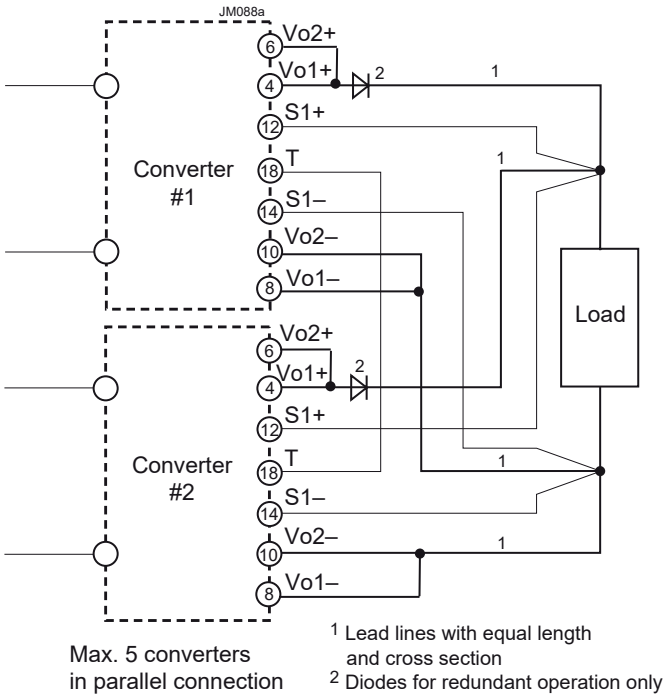 JM088a
Vo2+
6
Vo1+
4
2
1
S1+
12
Converter
#1
T
18
1
S1–
14
Vo2–
10
Vo1–
8
Load
Vo2+
6
Vo1+
4
2
S1+
12
Converter
#2
T
18
1
S1–
14
Vo2–
10
1
Vo1–
8
Max. 5 converters
in parallel connection
1 Lead lines with equal length
and cross section
2 Diodes for redundant operation only